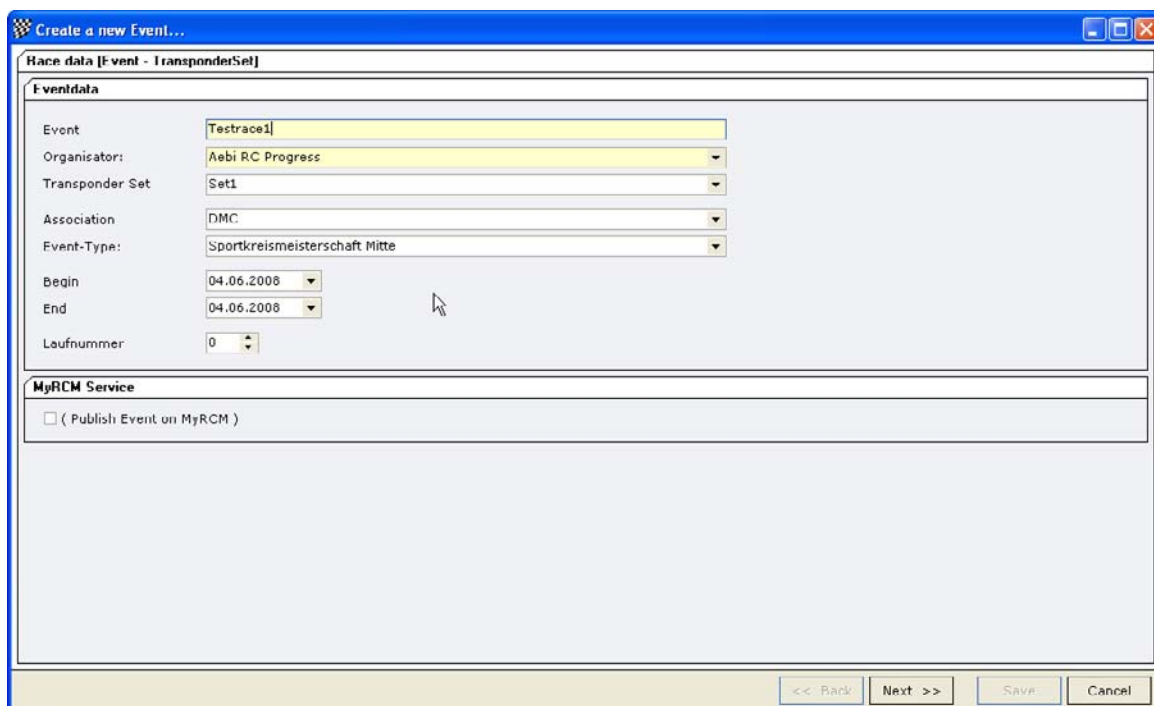 Create a new Event...
Race data [Event - TransponderSet]
Eventdata
Event Testrace1
Organisator: Aebi RC Progress
Transponder Set Set1
Association DMC
Event-Type: Sportkreismeisterschaft Mitte
Begin 04.06.2008
End 04.06.2008
Laufnummer 0
MyRCM Service
( Publish Event on MyRCM )
<< Back Next >> Save Cancel